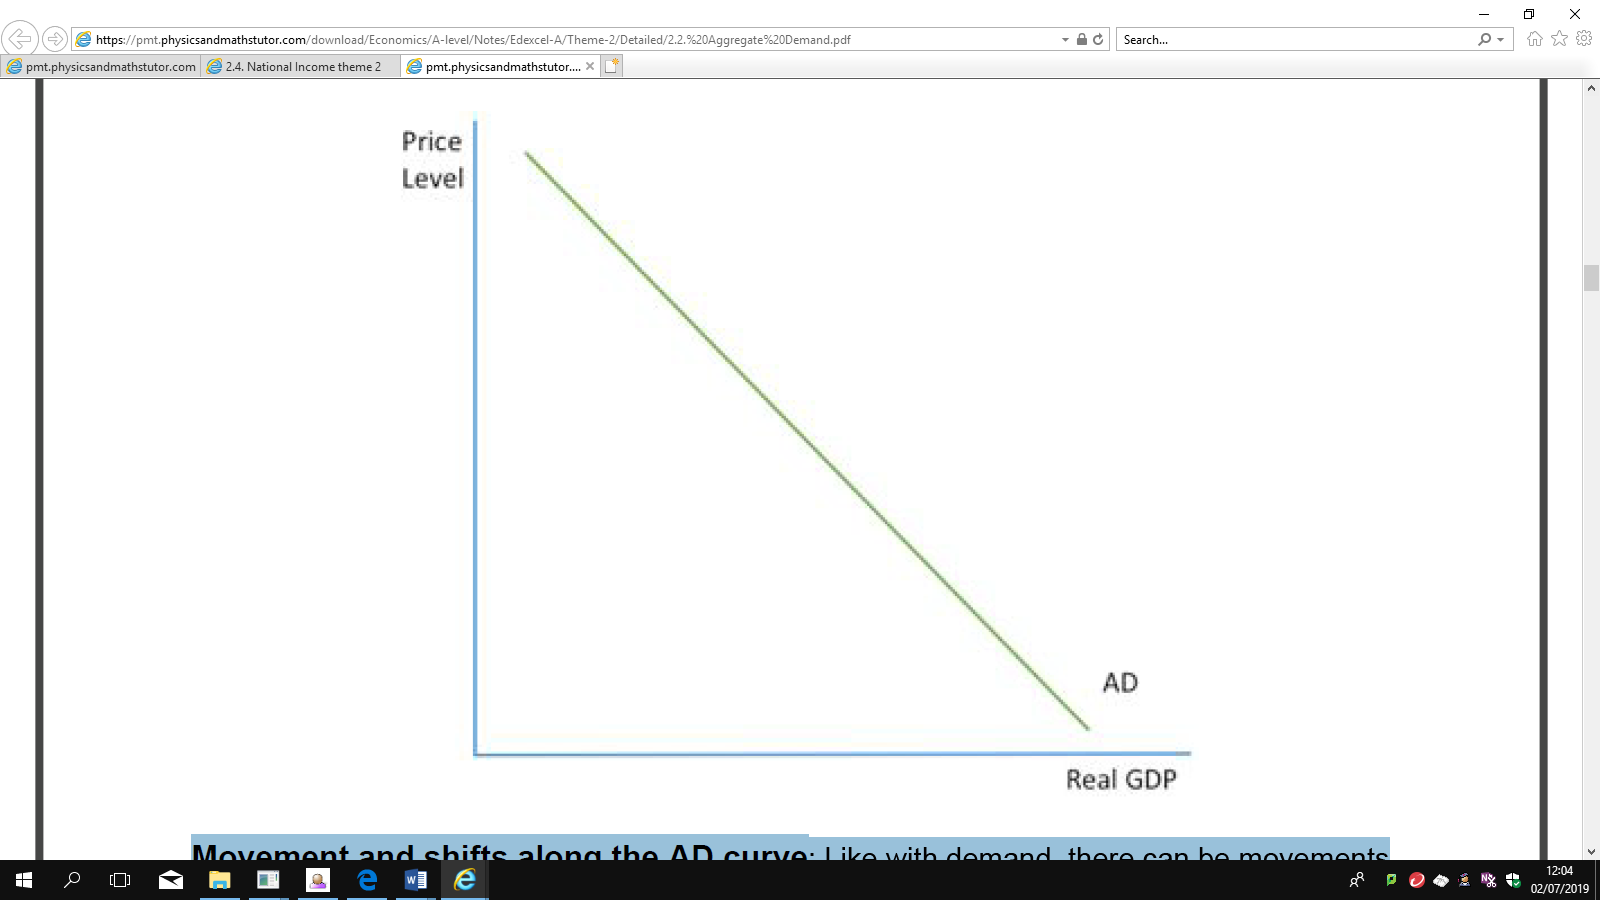 https://pmt.physicsandmathstutor.com/download/Economics/A-level/Notes/Edexcel-A/Theme-2/Detailed/2.2.%20Aggregate%20Demand.pdf
Search...
pmt.physicsandmathstutor.com
2.4. National Income theme 2
pmt.physicsandmathstutor....
Price
Level
AD
Real GDP
Movement and shifts along the AD curve: Like with demand, there can be movements
12:04
02/07/2019